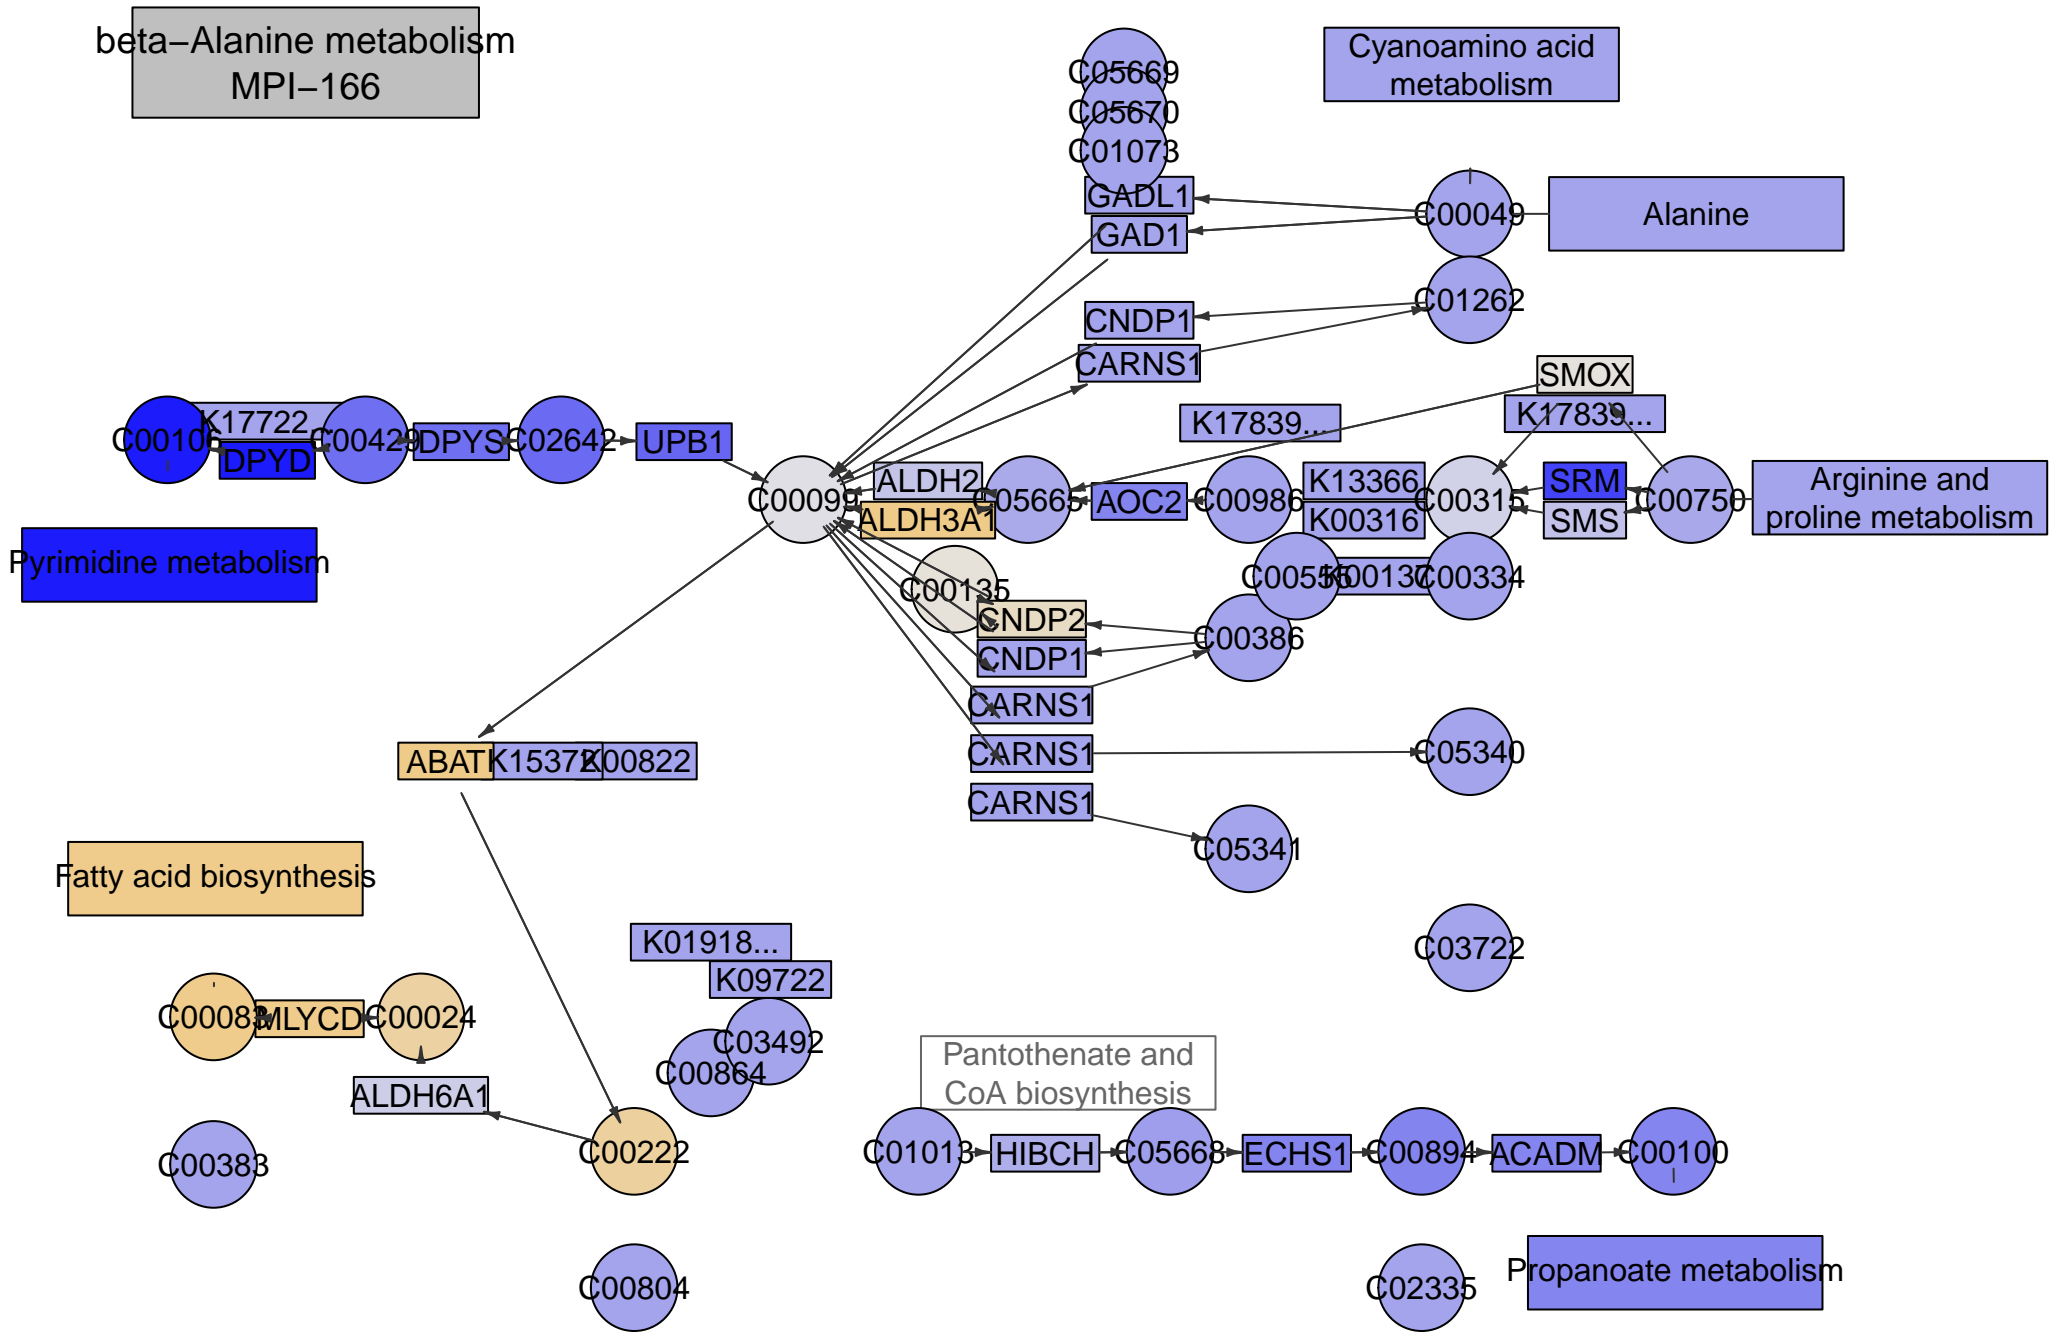 beta−Alanine metabolism
MPI−166
C05669
C05670
C01073
Cyanoamino acid
metabolism
GADL1
GAD1
C00049
Alanine
CNDP1
CARNS1
C01262
SMOX
K17839...
K17839...
C00106
K17722...
DPYD
C00429
DPYS
C02642
UPB1
C00099
ALDH2
ALDH3A1
C05665
AOC2
C00986
K13366
K00316
C00315
SRM
SMS
C00750
Arginine and
proline metabolism
Pyrimidine metabolism
C00135
C00555
K00137
C00334
CNDP2
CNDP1
C00386
CARNS1
CARNS1
CARNS1
C05340
C05341
ABAT
K15372
K00822
Fatty acid biosynthesis
K01918...
K09722
C03722
C00083
MLYCD
C00024
C03492
C00864
ALDH6A1
Pantothenate and
CoA biosynthesis
C00383
C00222
C01013
HIBCH
C05668
ECHS1
C00894
ACADM
C00100
C00804
C02335
Propanoate metabolism